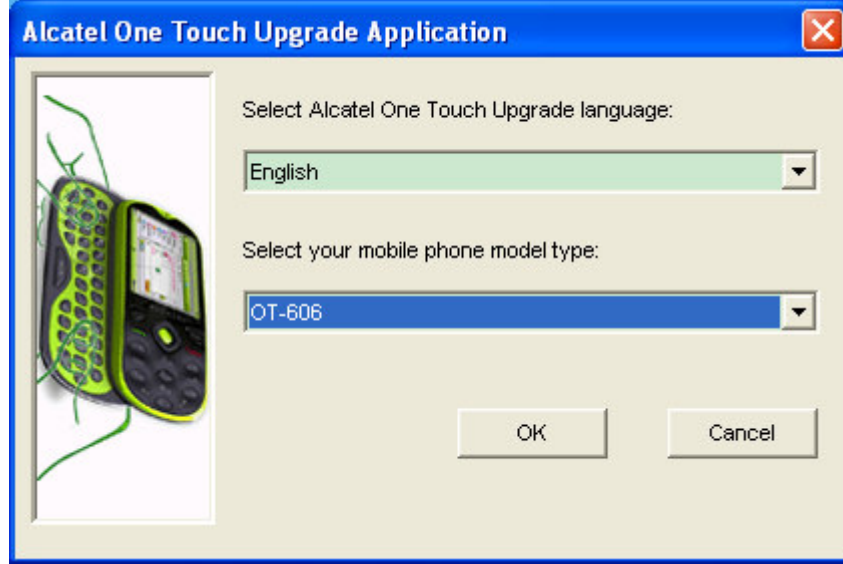 Alcatel One Touch Upgrade Application
Select Alcatel One Touch Upgrade language:
English
Select your mobile phone model type:
OT-606
OK
Cancel